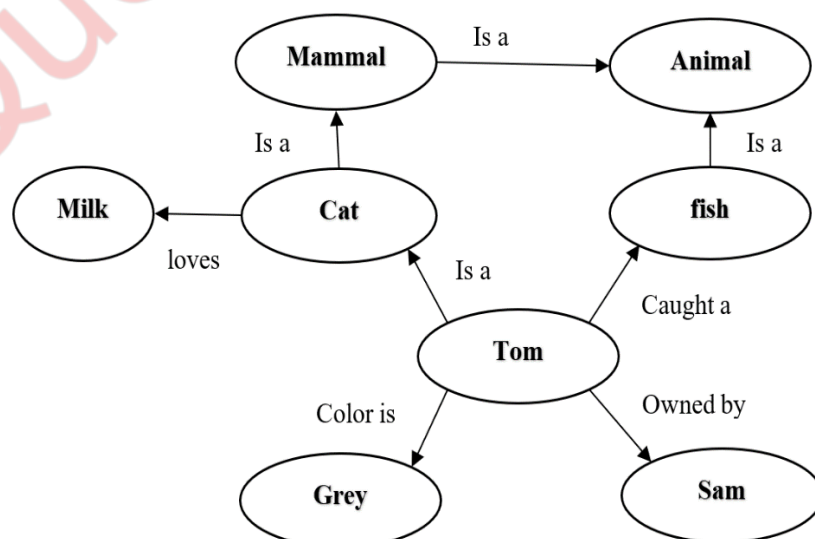 Is a
Mammal
Animal
Is a
Is a
Milk
Cat
fish
loves
Is a
Caught a
Tom
Color is
Owned by
Grey
Sam